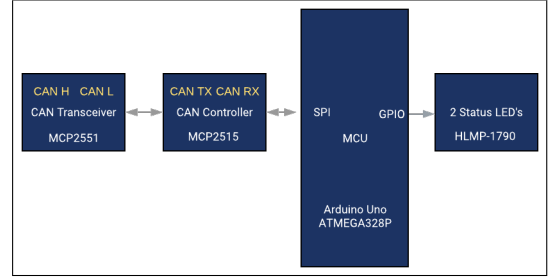 CAN H CAN L
CAN Transceiver
MCP2551
CAN TX CAN RX
CAN Controller
MCP2515
SPI
GPIO
MCU
Arduino Uno
ATMEGA328P
2 Status LED's
HLMP-1790